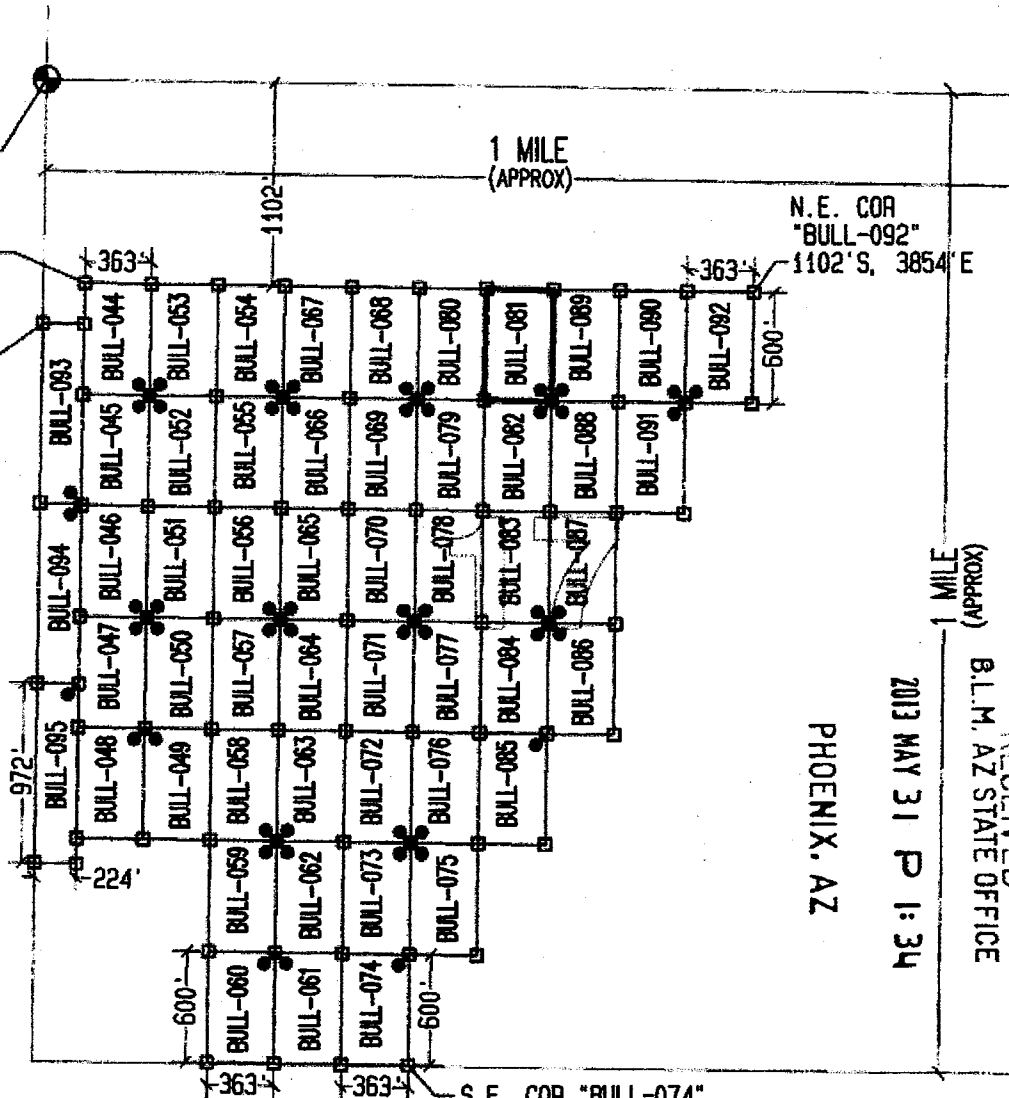 1 MILE
(APPROX)
1102'
N.E. COR
"BULL-092"
1102'S, 3854'E
363'
363'
600'
BULL-044
BULL-053
BULL-054
BULL-067
BULL-068
BULL-080
BULL-081
BULL-089
BULL-090
BULL-092
BULL-093
BULL-045
BULL-052
BULL-055
BULL-066
BULL-069
BULL-079
BULL-082
BULL-088
BULL-091
BULL-094
BULL-046
BULL-051
BULL-056
BULL-065
BULL-070
BULL-078
BULL-083
BULL-087
BULL-047
BULL-050
BULL-057
BULL-064
BULL-071
BULL-077
BULL-084
BULL-086
BULL-095
BULL-048
BULL-049
BULL-058
BULL-063
BULL-072
BULL-076
BULL-085
972'
224'
BULL-059
BULL-062
BULL-073
BULL-075
600'
BULL-060
BULL-061
BULL-074
600'
363'
363'
S.E. COR "BULL-074"
1 MILE
(APPROX)
B.L.M. AZ STATE OFFICE
2013 MAY 31 P 1:34
PHOENIX, AZ